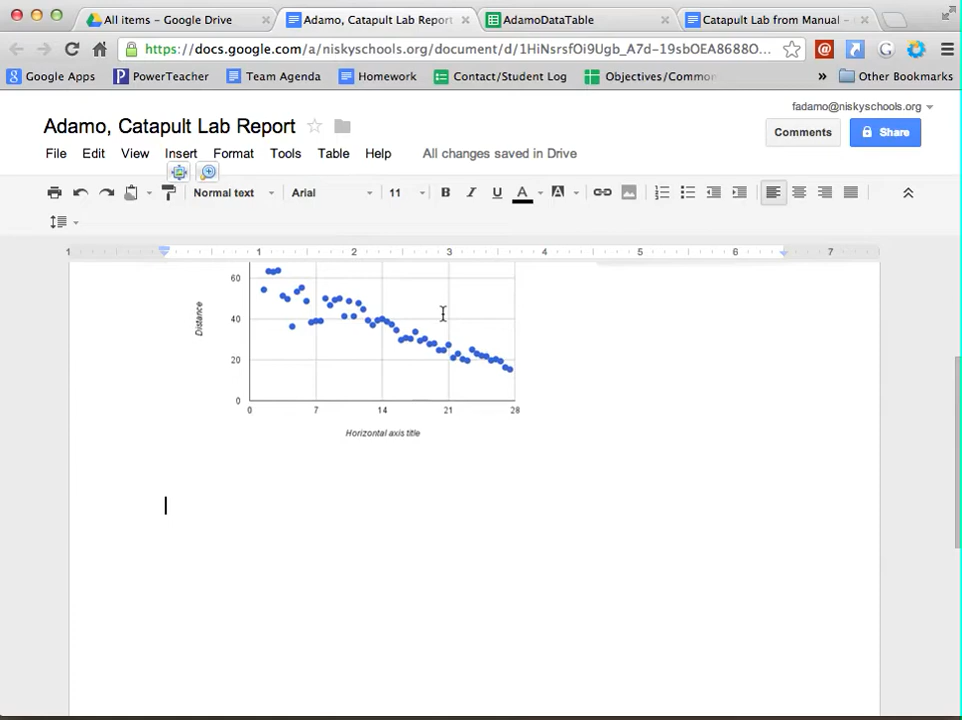 All items – Google Drive
Adamo, Catapult Lab Report
AdamoDataTable
Catapult Lab from Manual -
https://docs.google.com/a/niskyschools.org/document/d/1HiNsrsfOi9Ugb_A7d-19sbOEA8688O...
Google Apps
PowerTeacher
Team Agenda
Homework
Contact/Student Log
Objectives/Commo
»
Other Bookmarks
fadamo@niskyschools.org
Adamo, Catapult Lab Report
Comments
Share
File Edit View Insert Format Tools Table Help All changes saved in Drive
Normal text Arial 11 B I U A A
1 1 2 3 4 5 6 7
60
40
20
0
Distance
0 7 14 21 28
Horizontal axis title